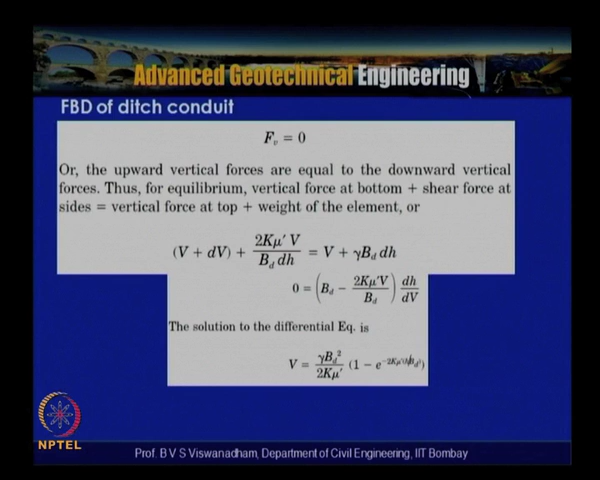 Advanced Geotechnical Engineering
FBD of ditch conduit
F_v = 0
Or, the upward vertical forces are equal to the downward vertical
forces. Thus, for equilibrium, vertical force at bottom + shear force at
sides = vertical force at top + weight of the element, or
(V + dV) + 2Kμ′ V / B_d dh = V + γB_d dh
0 = (B_d − 2Kμ′V / B_d) dh / dV
The solution to the differential Eq. is
V = γB_d² / 2Kμ′ (1 − e
NPTEL
Prof. B V S Viswanadham, Department of Civil Engineering, IIT Bombay